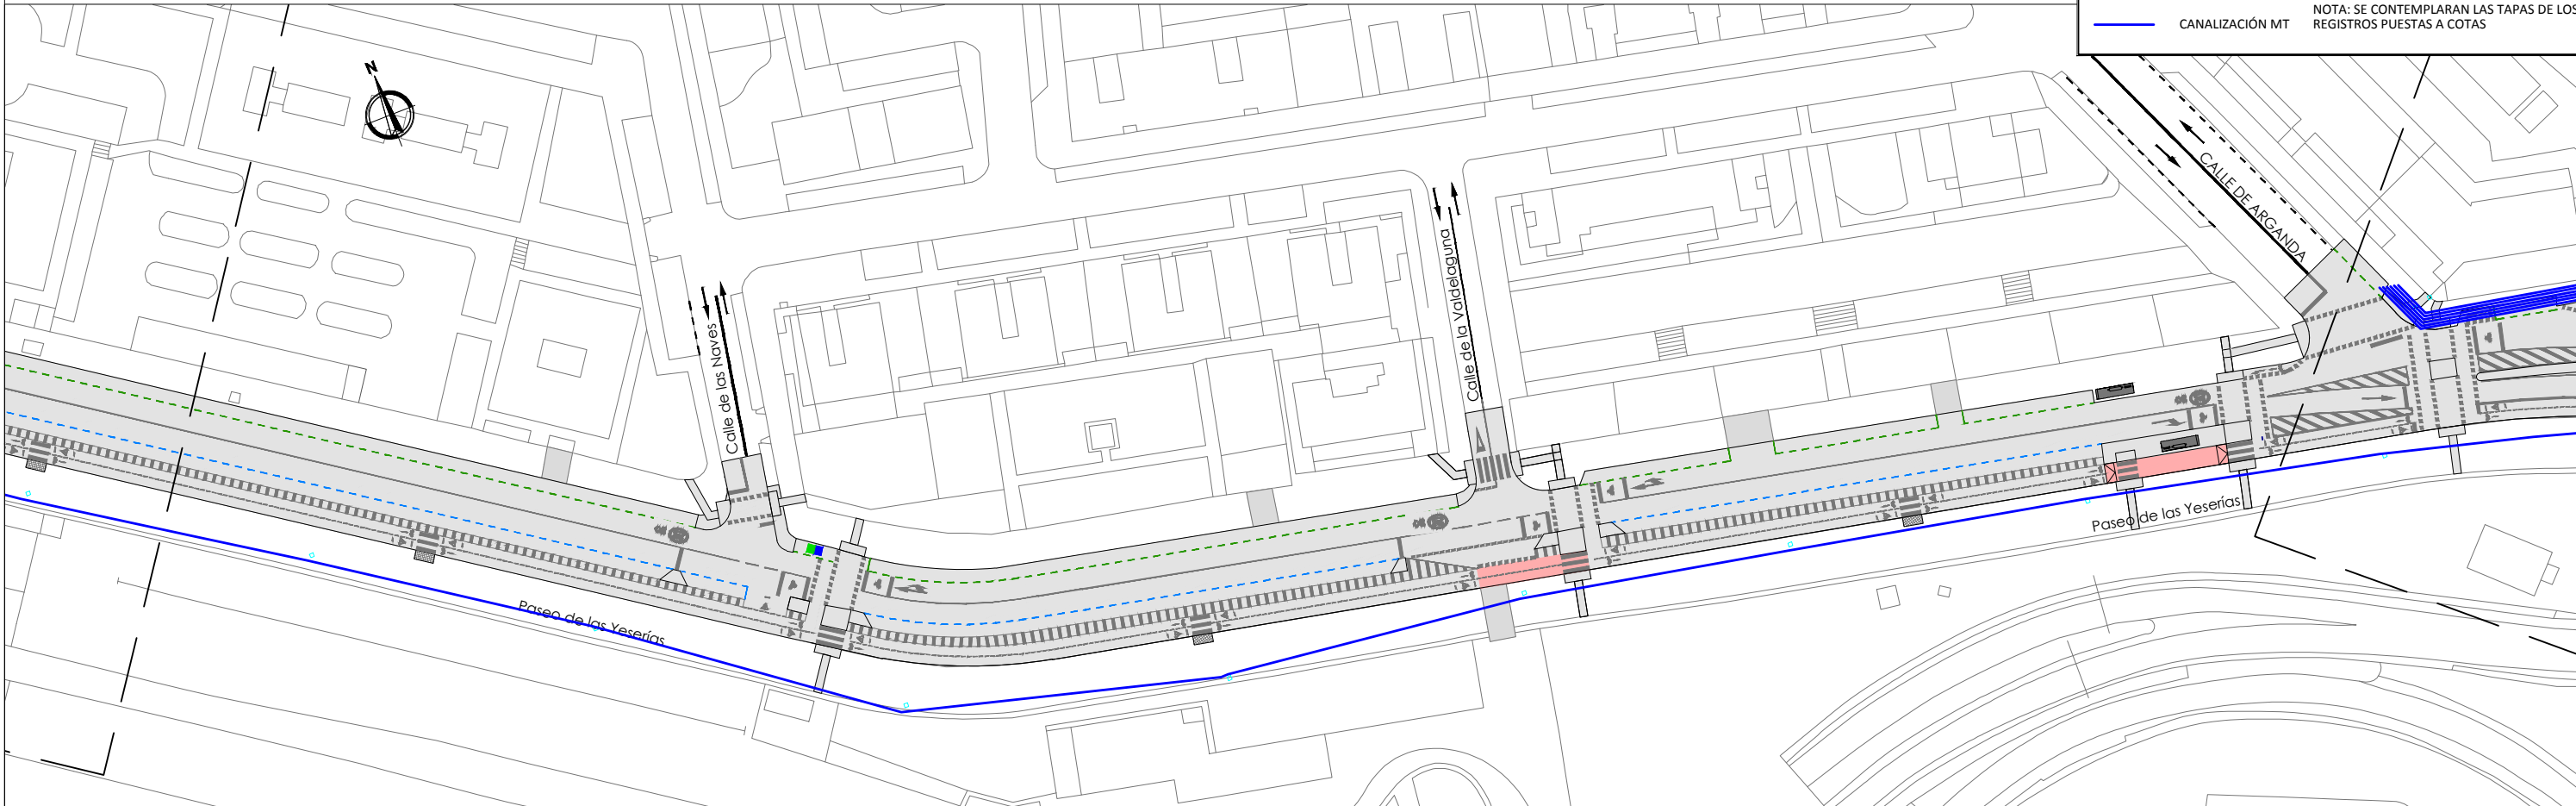 NOTA: SE CONTEMPLARAN LAS TAPAS DE LOS
CANALIZACIÓN MT REGISTROS PUESTAS A COTAS
N
CALLE DE ARGANDA
Calle de la Valdelaguna
Calle de las Naves
Paseo de las Yeserías
Paseo de las Yeserías